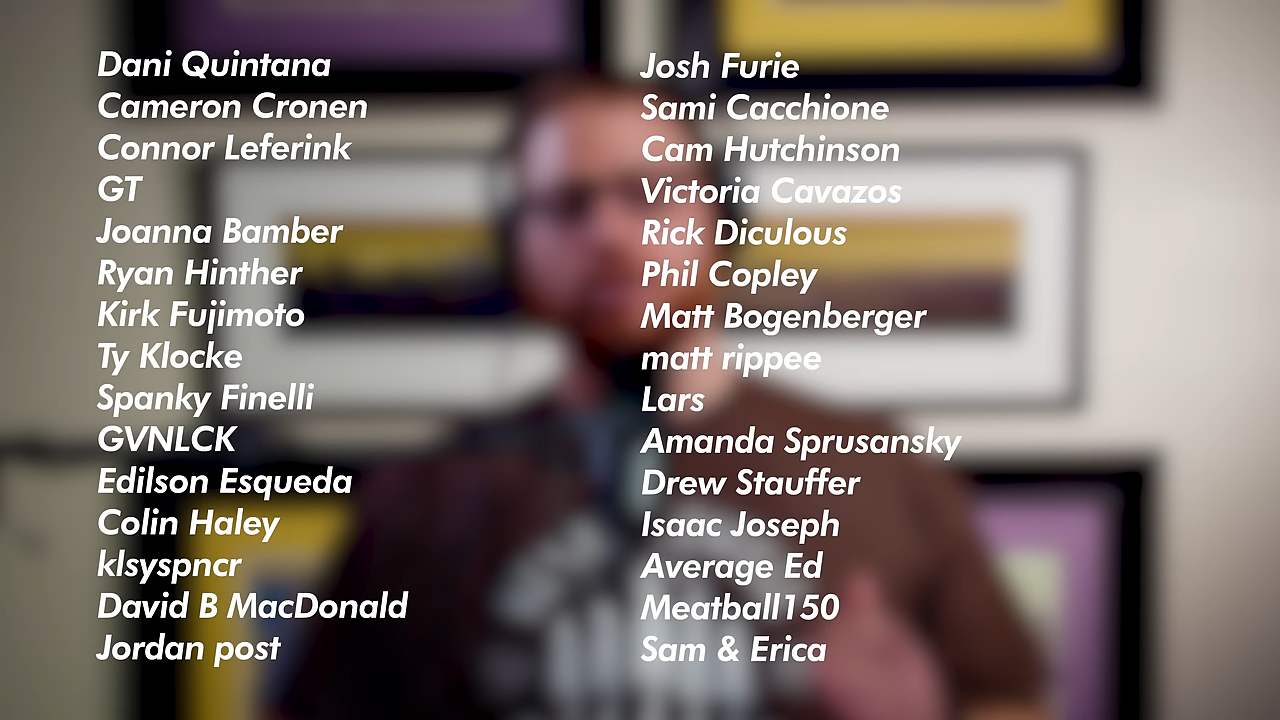 Dani Quintana
Cameron Cronen
Connor Leferink
GT
Joanna Bamber
Ryan Hinther
Kirk Fujimoto
Ty Klocke
Spanky Finelli
GVNLCK
Edilson Esqueda
Colin Haley
klsyspncr
David B MacDonald
Jordan post
Josh Furie
Sami Cacchione
Cam Hutchinson
Victoria Cavazos
Rick Diculous
Phil Copley
Matt Bogenberger
matt rippee
Lars
Amanda Sprusansky
Drew Stauffer
Isaac Joseph
Average Ed
Meatball150
Sam & Erica